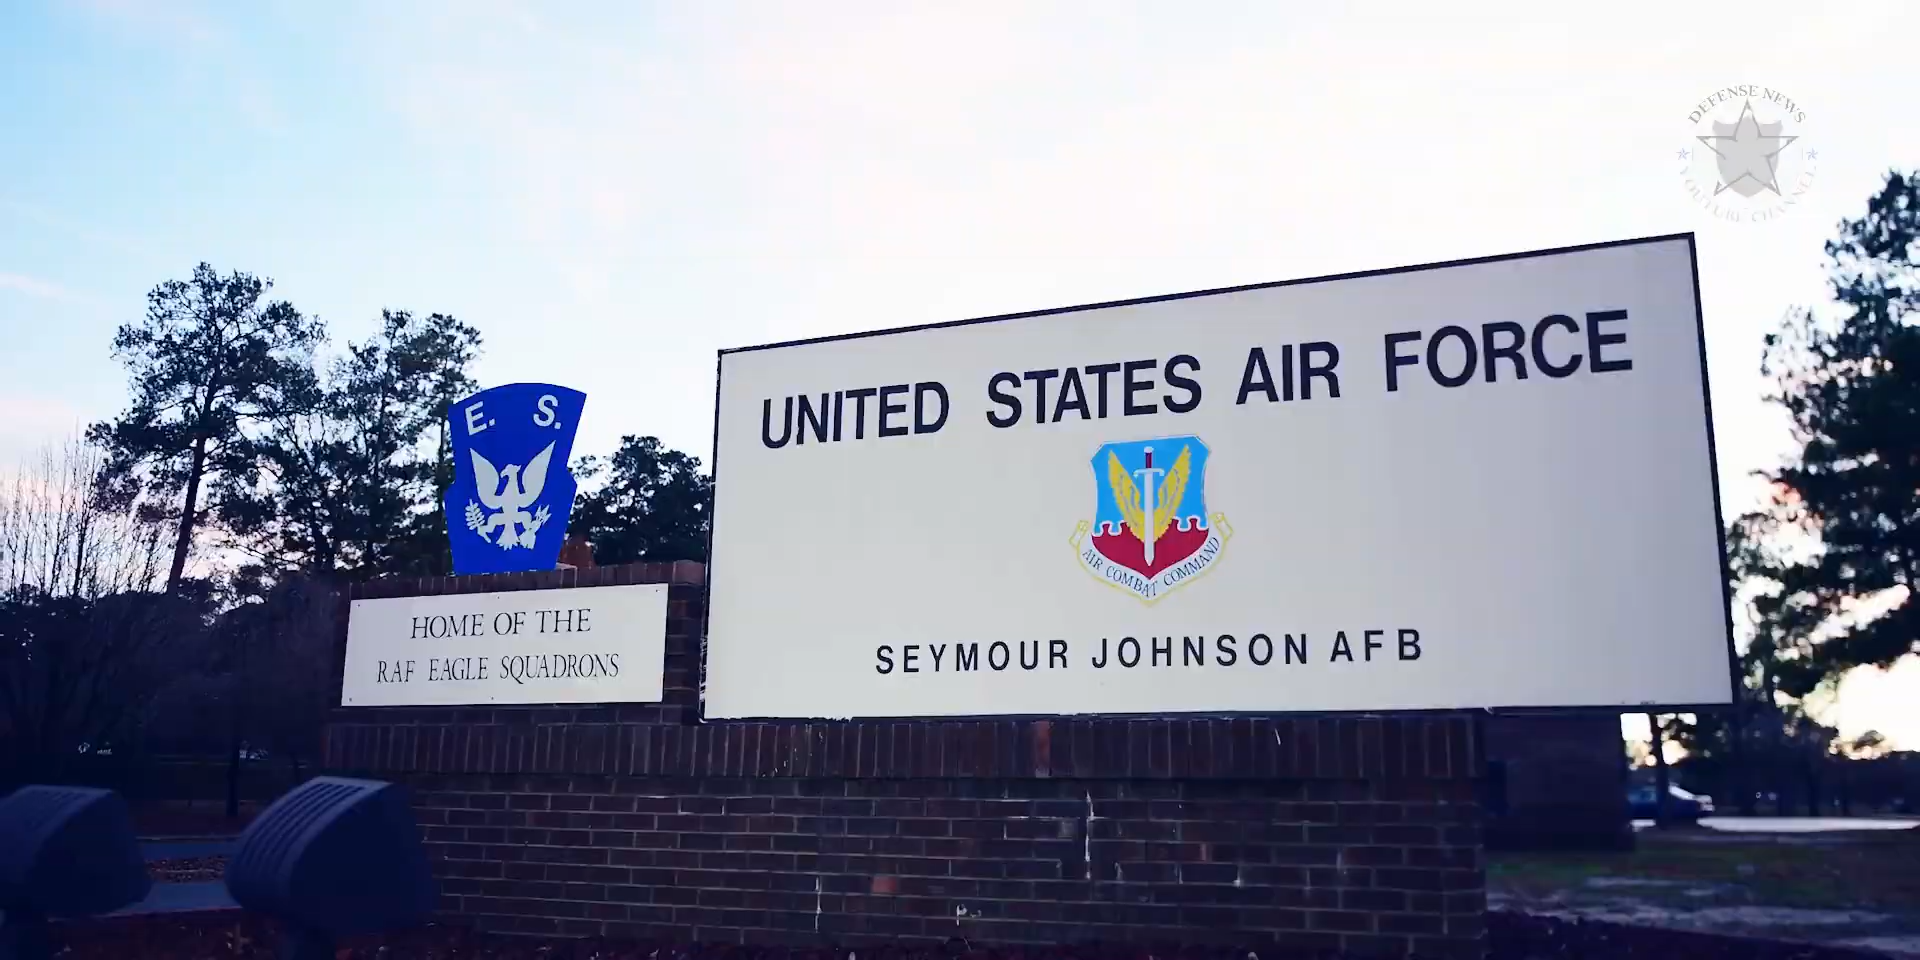 DEFENSE NEWS
YOUTUBE CHANNEL
E. S.
HOME OF THE
RAF EAGLE SQUADRONS
UNITED STATES AIR FORCE
AIR COMBAT COMMAND
SEYMOUR JOHNSON AFB